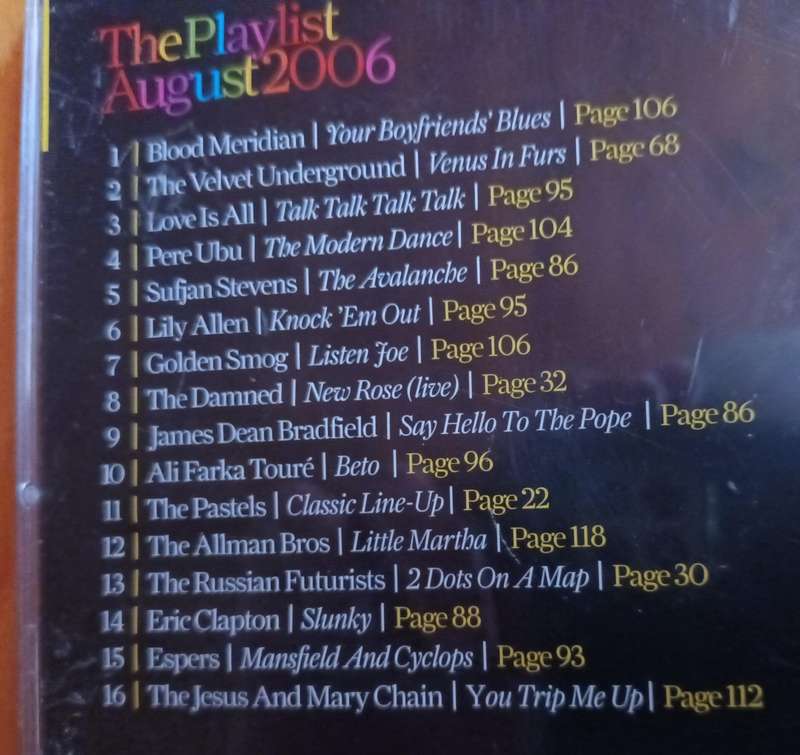 The Playlist
August 2006
1 | Blood Meridian | Your Boyfriends' Blues | Page 106
2 | The Velvet Underground | Venus In Furs | Page 68
3 | Love Is All | Talk Talk Talk Talk | Page 95
4 | Pere Ubu | The Modern Dance | Page 104
5 | Sufjan Stevens | The Avalanche | Page 86
6 | Lily Allen | Knock 'Em Out | Page 95
7 | Golden Smog | Listen Joe | Page 106
8 | The Damned | New Rose (live) | Page 32
9 | James Dean Bradfield | Say Hello To The Pope | Page 86
10 | Ali Farka Touré | Beto | Page 96
11 | The Pastels | Classic Line-Up | Page 22
12 | The Allman Bros | Little Martha | Page 118
13 | The Russian Futurists | 2 Dots On A Map | Page 30
14 | Eric Clapton | Slunky | Page 88
15 | Espers | Mansfield And Cyclops | Page 93
16 | The Jesus And Mary Chain | You Trip Me Up | Page 112